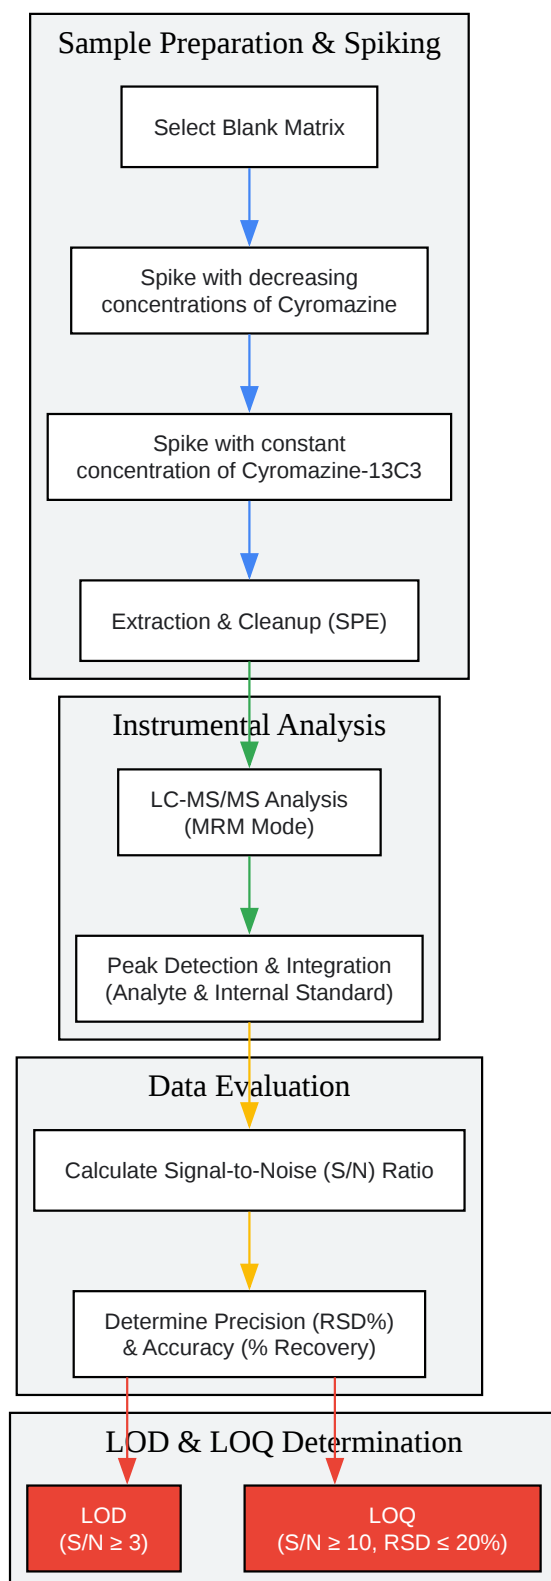 Sample Preparation & Spiking
Select Blank Matrix
Spike with decreasing
concentrations of Cyromazine
Spike with constant
concentration of Cyromazine-13C3
Extraction & Cleanup (SPE)
Instrumental Analysis
LC-MS/MS Analysis
(MRM Mode)
Peak Detection & Integration
(Analyte & Internal Standard)
Data Evaluation
Calculate Signal-to-Noise (S/N) Ratio
Determine Precision (RSD%)
& Accuracy (% Recovery)
LOD & LOQ Determination
LOD
(S/N ≥ 3)
LOQ
(S/N ≥ 10, RSD ≤ 20%)